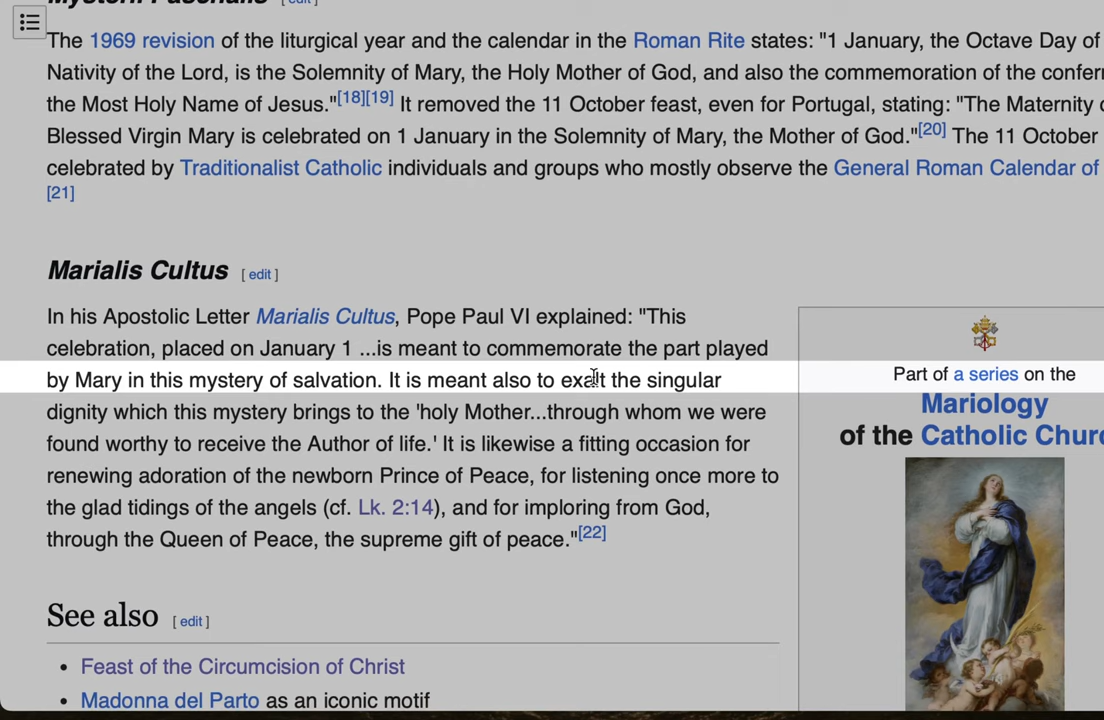 Mysterii Paschalis [ edit ]
The 1969 revision of the liturgical year and the calendar in the Roman Rite states: "1 January, the Octave Day of
Nativity of the Lord, is the Solemnity of Mary, the Holy Mother of God, and also the commemoration of the
the Most Holy Name of Jesus."[18][19] It removed the 11 October feast, even for Portugal, stating: "The Maternity
Blessed Virgin Mary is celebrated on 1 January in the Solemnity of Mary, the Mother of God."[20] The 11 October
celebrated by Traditionalist Catholic individuals and groups who mostly observe the General Roman Calendar of
[21]
Marialis Cultus [ edit ]
In his Apostolic Letter Marialis Cultus, Pope Paul VI explained: "This
celebration, placed on January 1 ...is meant to commemorate the part played
by Mary in this mystery of salvation. It is meant also to exalt the singular
dignity which this mystery brings to the 'holy Mother...through whom we were
found worthy to receive the Author of life.' It is likewise a fitting occasion for
renewing adoration of the newborn Prince of Peace, for listening once more to
the glad tidings of the angels (cf. Lk. 2:14), and for imploring from God,
through the Queen of Peace, the supreme gift of peace."[22]
See also [ edit ]
• Feast of the Circumcision of Christ
• Madonna del Parto as an iconic motif
Part of a series on the
Mariology
of the Catholic